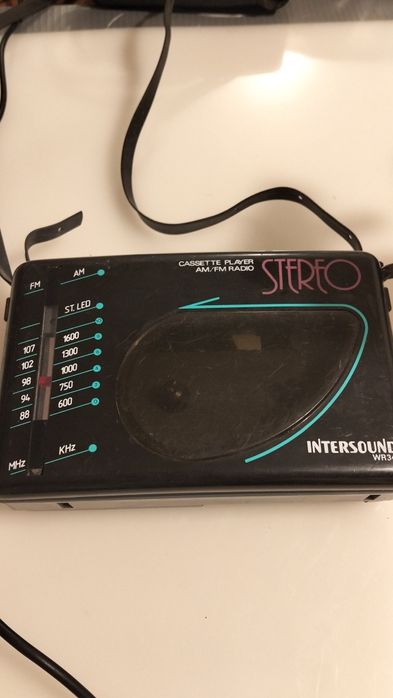 CASSETTE PLAYER
AM/FM RADIO
STEREO
FM
AM
ST. LED
1600
107
1300
102
1000
98
750
94
600
88
KHz
MHz
INTERSOUND